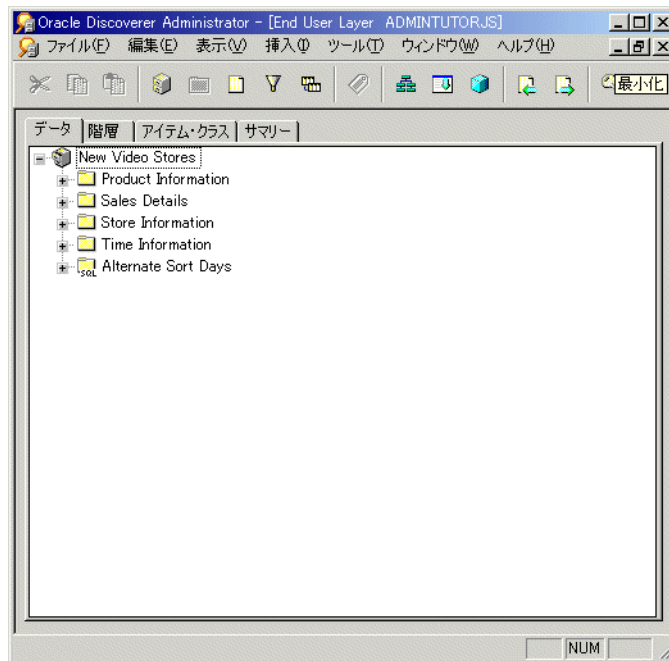 Oracle Discoverer Administrator - [End User Layer ADMINTUTORJS]
ファイル(F) 編集(E) 表示(V) 挿入(I) ツール(T) ウィンドウ(W) ヘルプ(H)
最小化
データ 階層 アイテム・クラス サマリー
New Video Stores
Product Information
Sales Details
Store Information
Time Information
SQL Alternate Sort Days
NUM